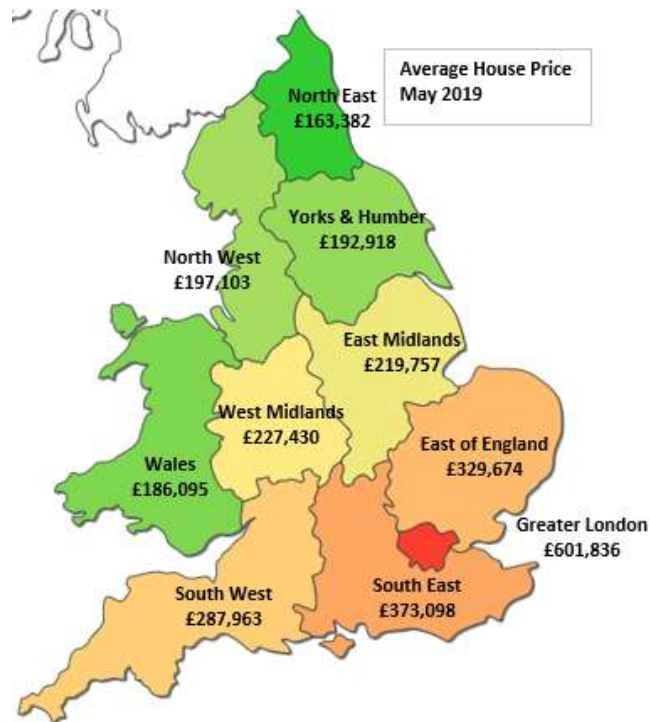 Average House Price
May 2019
North East
£163,382
Yorks & Humber
£192,918
North West
£197,103
East Midlands
£219,757
West Midlands
£227,430
East of England
£329,674
Wales
£186,095
Greater London
£601,836
South East
£373,098
South West
£287,963